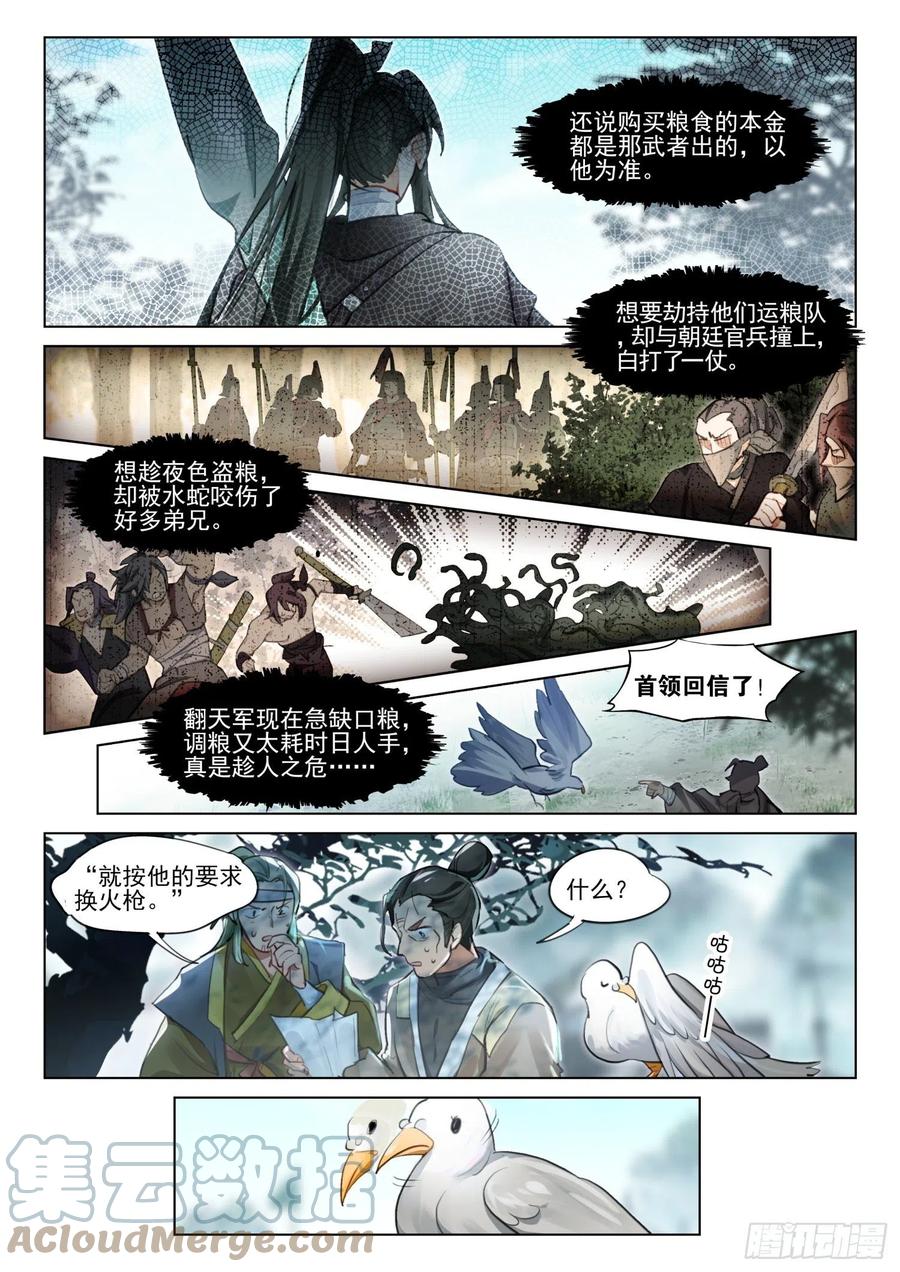 还说购买粮食的本金
都是那武者出的，以
他为准。
想要劫持他们运粮队
，却与朝廷官兵撞上，
白打了一仗。
想趁夜色盗粮，
却被水蛇咬伤了
好多弟兄。
首领回信了！
翻天军现在急缺口粮，
调粮又太耗时日人手，
真是趁人之危……
“就按他的要求
换火枪。”
什么？
咕咕咕——
集云数据
aCloudMerge.com
腾讯动漫